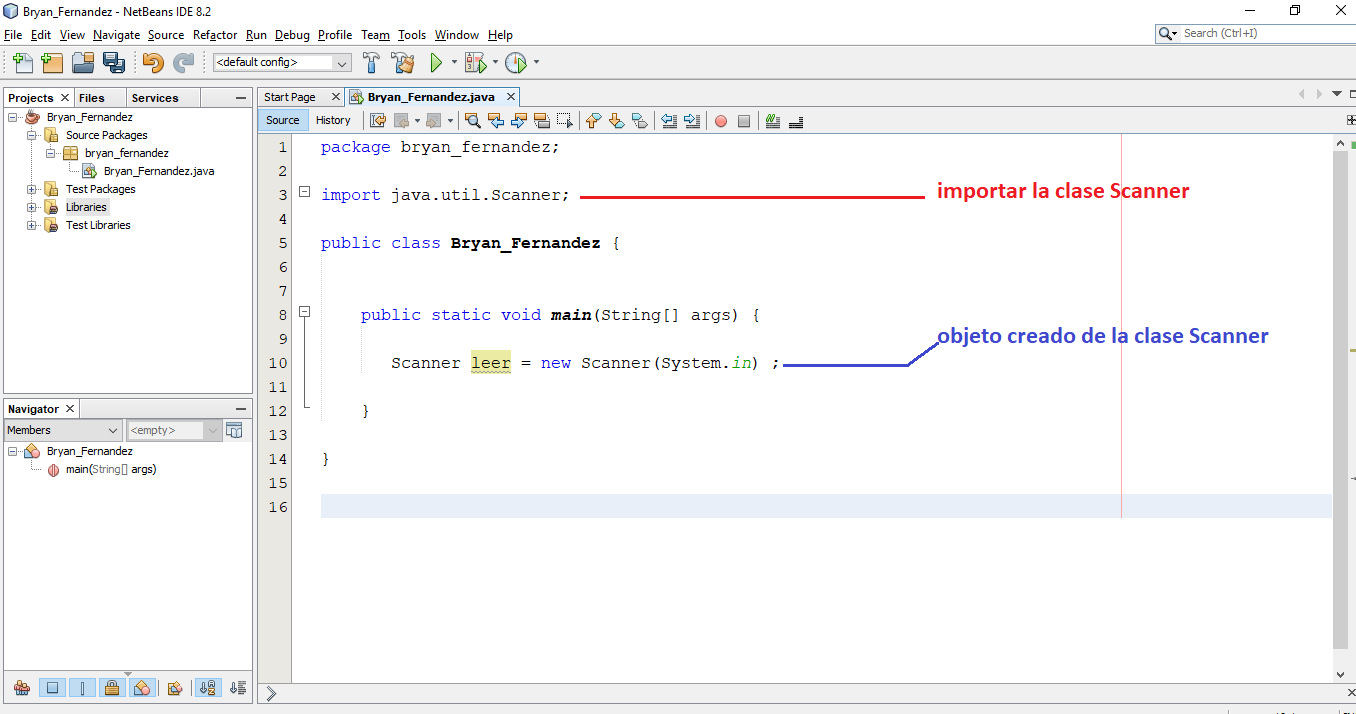 Bryan_Fernandez - NetBeans IDE 8.2
File Edit View Navigate Source Refactor Run Debug Profile Team Tools Window Help
Search (Ctrl+I)
<default config>
Projects Files Services
Bryan_Fernandez
Source Packages
bryan_fernandez
Bryan_Fernandez.java
Test Packages
Libraries
Test Libraries
Navigator
Members <empty>
Bryan_Fernandez
main(String[] args)
Start Page Bryan_Fernandez.java
Source History
1 package bryan_fernandez;
2
3 import java.util.Scanner; importar la clase Scanner
4
5 public class Bryan_Fernandez {
6
7
8 public static void main(String[] args) {
9
objeto creado de la clase Scanner
10 Scanner leer = new Scanner(System.in) ;
11
12 }
13
14 }
15
16